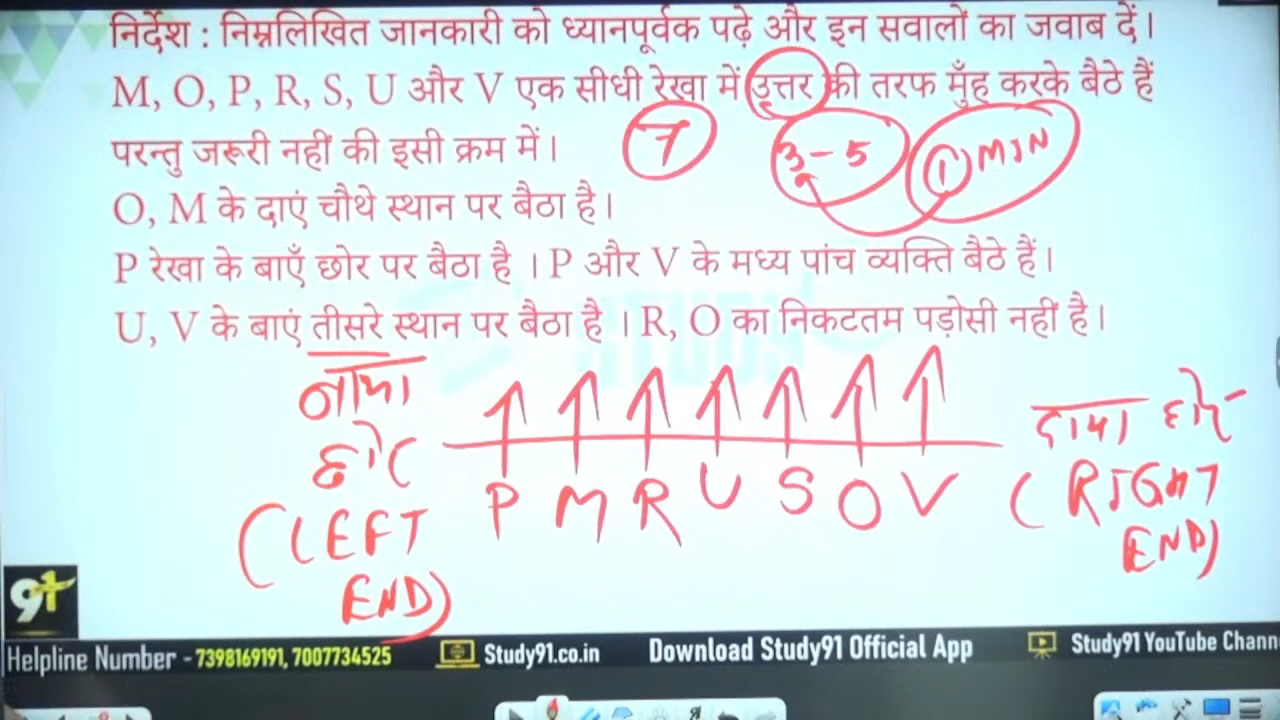 निर्देश : निम्नलिखित जानकारी को ध्यानपूर्वक पढ़े और इन सवालों का जवाब दें।
M, O, P, R, S, U और V एक सीधी रेखा में उत्तर की तरफ मुँह करके बैठे हैं
परन्तु जरूरी नहीं की इसी क्रम में।
7 3-5 1 MIN
O, M के दाएं चौथे स्थान पर बैठा है।
P रेखा के बाएँ छोर पर बैठा है । P और V के मध्य पांच व्यक्ति बैठे हैं।
U, V के बाएं तीसरे स्थान पर बैठा है । R, O का निकटतम पड़ोसी नहीं है।
बाया
छोर
(LEFT
END)
P M R U S O V
दाया छोर
(RIGHT
END)
91
Helpline Number - 7398169191, 7007734525 Study91.co.in Download Study91 Official App Study91 YouTube Chann